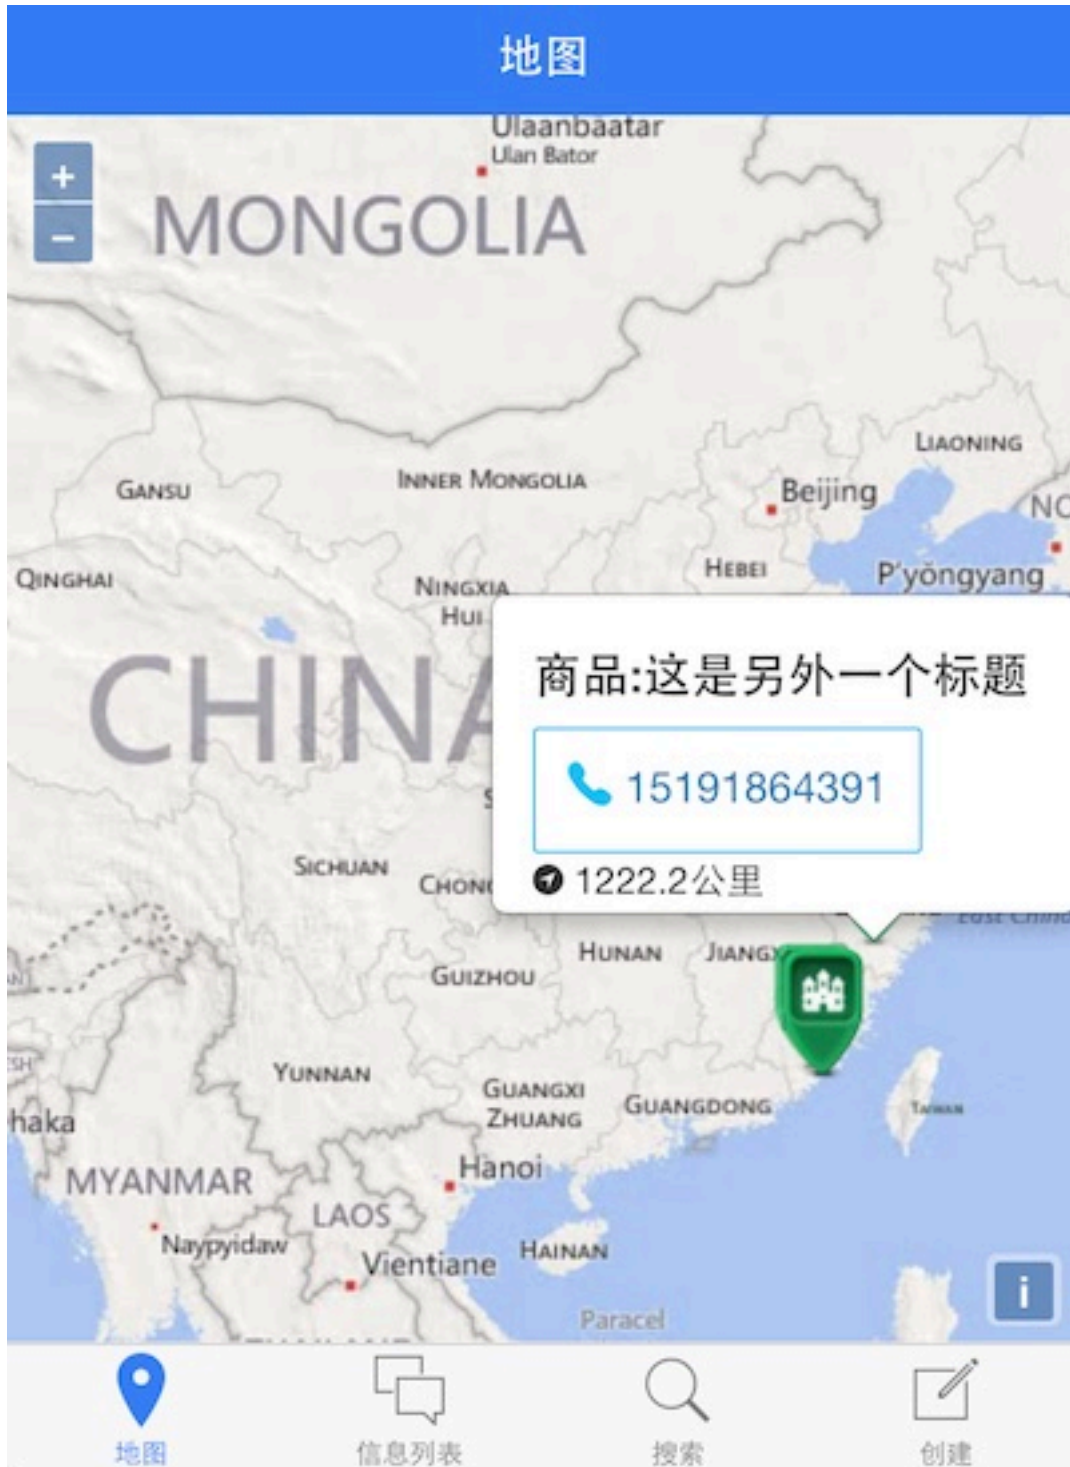 地图
Ulaanbaatar
Ulan Bator
+
MONGOLIA
−
LIAONING
INNER MONGOLIA
GANSU
Beijing
HEBEI
P'yŏngyang
QINGHAI
NINGXIA
HUI
CHINA
商品:这是另外一个标题
15191864391
1222.2公里
SICHUAN
HUNAN
GUIZHOU
YUNNAN
GUANGXI
ZHUANG
GUANGDONG
TAIWAN
haka
Hanoi
MYANMAR
LAOS
Naypyidaw
Vientiane
HAINAN
i
Paracel
地图
信息列表
搜索
创建